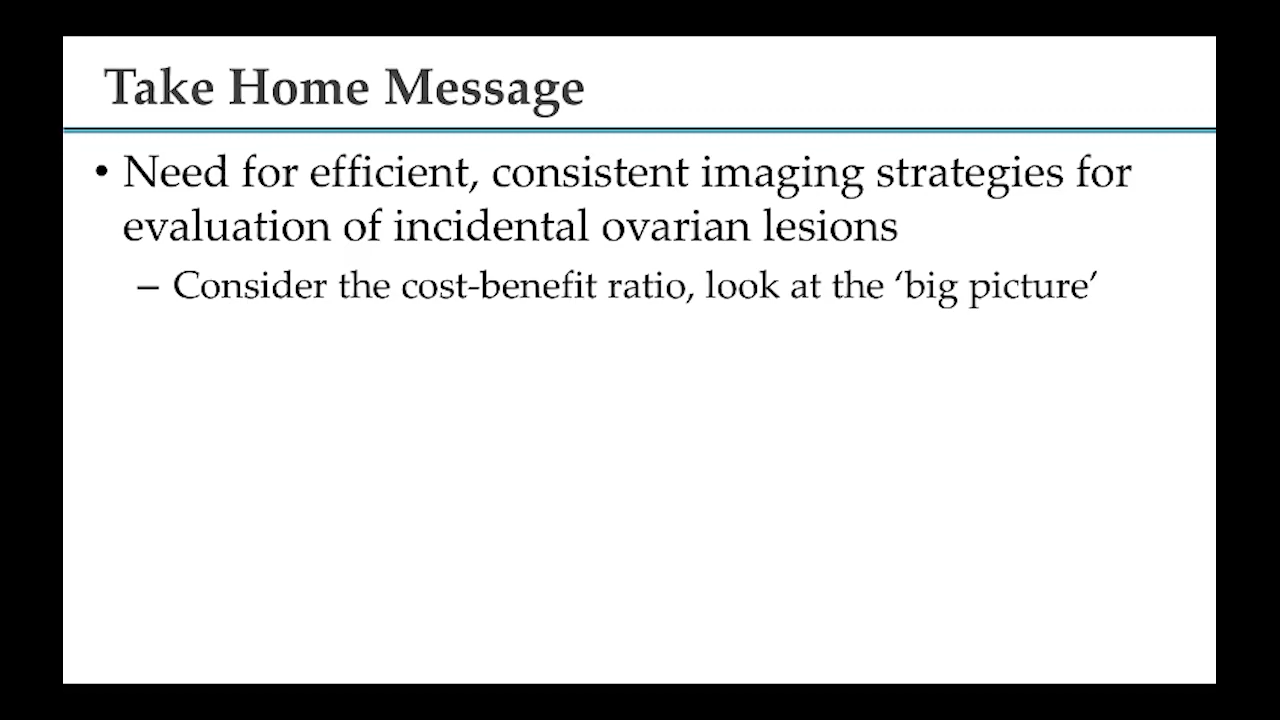 Take Home Message
• Need for efficient, consistent imaging strategies for
evaluation of incidental ovarian lesions
– Consider the cost-benefit ratio, look at the ‘big picture’